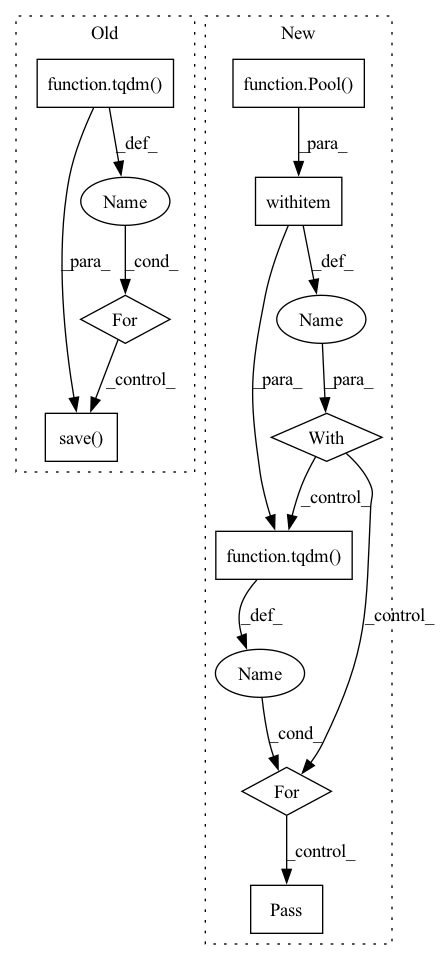 Old
New
function.tqdm()
function.Pool()
_def_
_para_
Name
withitem
_para_
_cond_
_def_
For
Name
_para_
_para_
_control_
save()
With
_control_
function.tqdm()
_def_
_control_
Name
_cond_
For
_control_
Pass